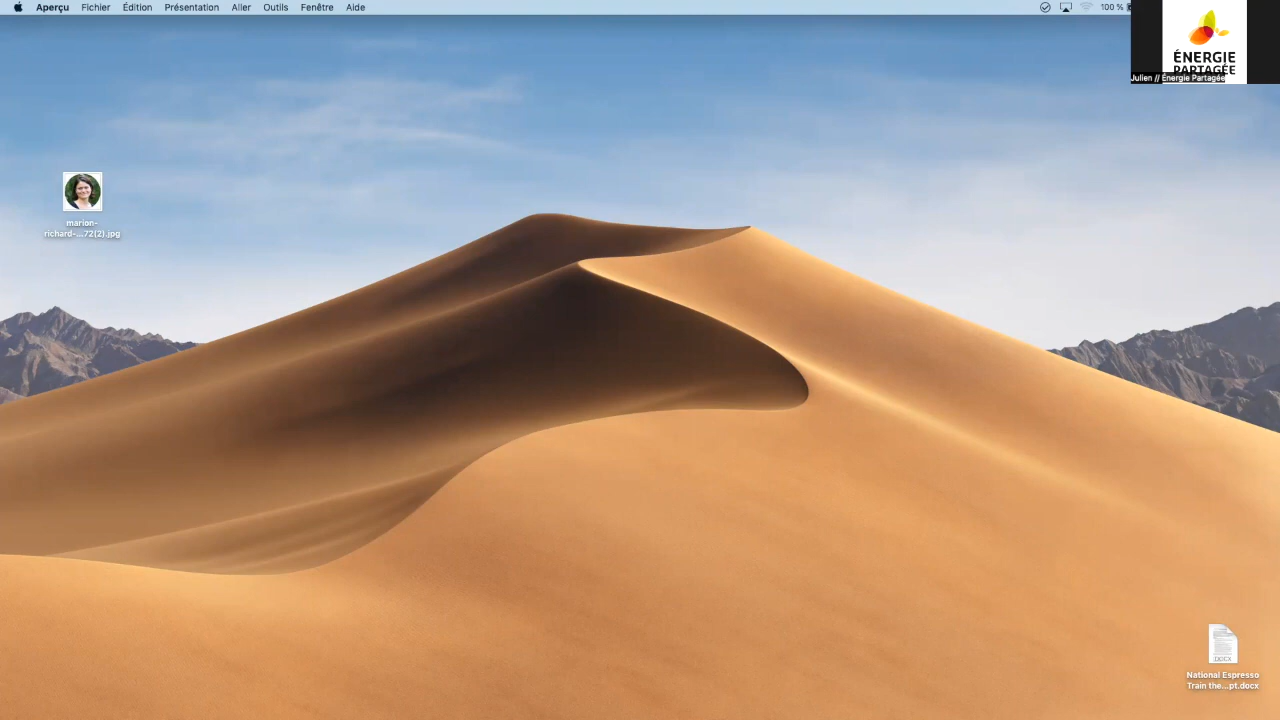 Aperçu Fichier Édition Présentation Aller Outils Fenêtre Aide
100 %
ÉNERGIE
PARTAGÉE
Julien // Énergie Partagée
marion-
richard-...72(2).jpg
DOCX
National Espresso
Train the...pt.docx